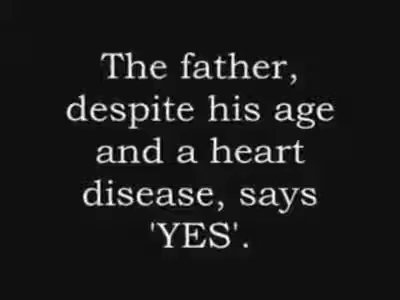 The father,
despite his age
and a heart
disease, says
'YES'.